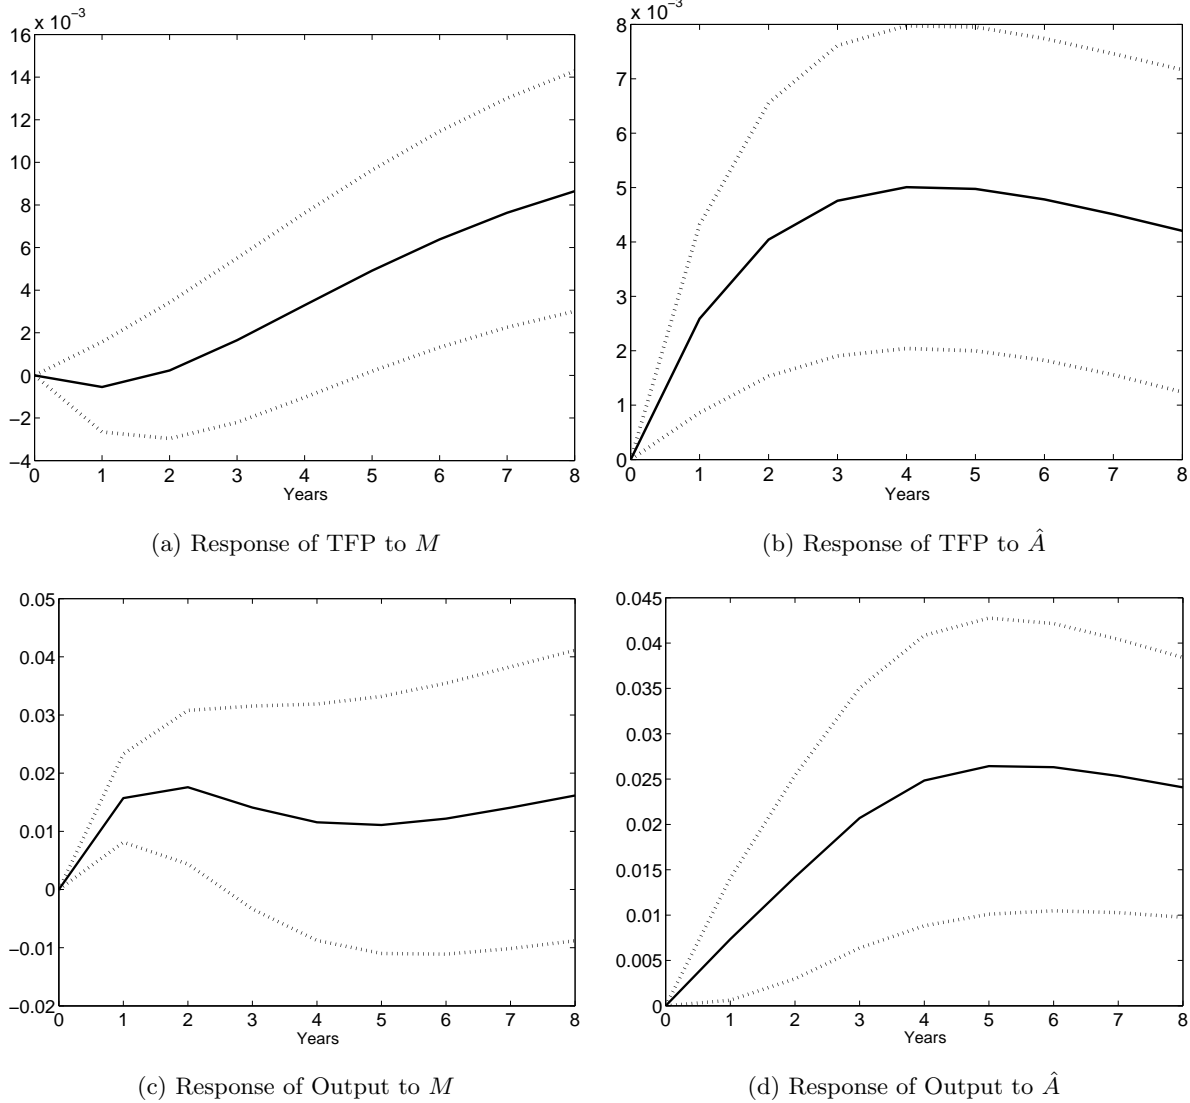 x 10⁻³
16
14
12
10
8
6
4
2
0
−2
−4
0 1 2 3 4 5 6 7 8
Years
(a) Response of TFP to M
x 10⁻³
8
7
6
5
4
3
2
1
0
0 1 2 3 4 5 6 7 8
Years
(b) Response of TFP to Â
0.05
0.04
0.03
0.02
0.01
0
−0.01
−0.02
0 1 2 3 4 5 6 7 8
Years
(c) Response of Output to M
0.045
0.04
0.035
0.03
0.025
0.02
0.015
0.01
0.005
0
0 1 2 3 4 5 6 7 8
Years
(d) Response of Output to Â